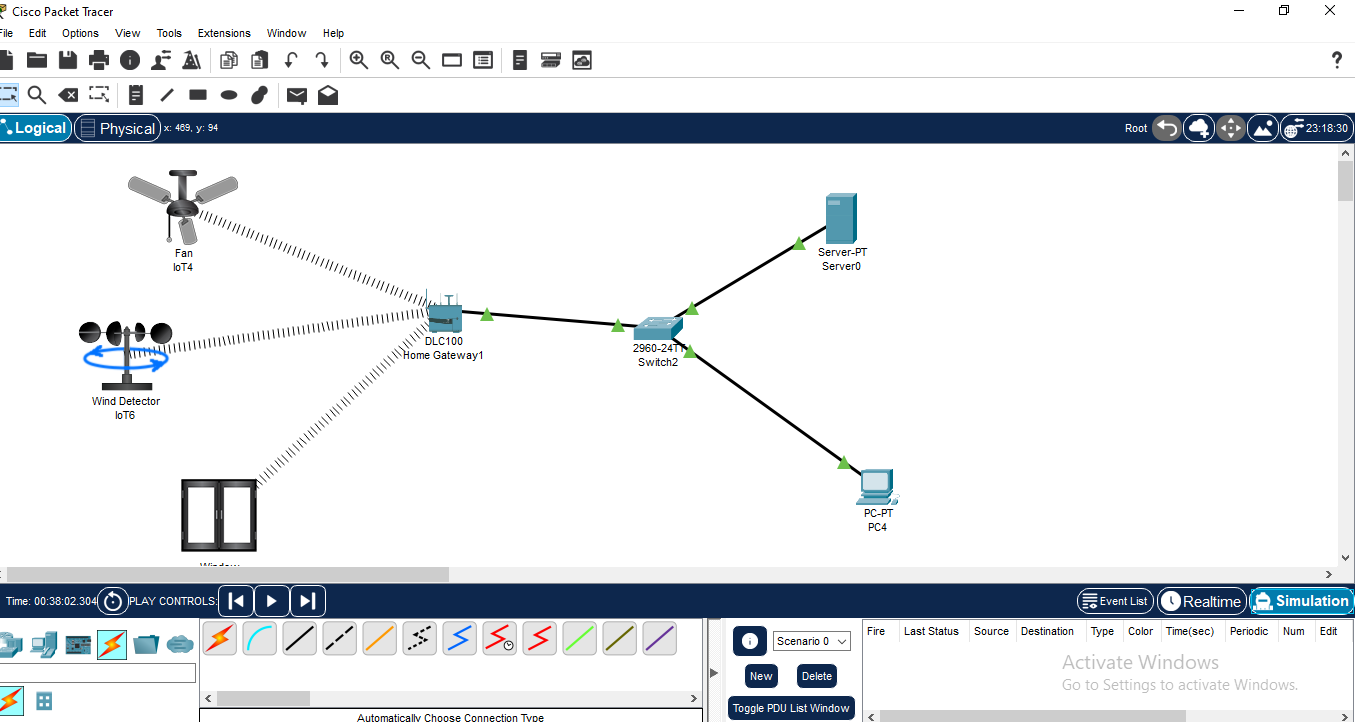 Cisco Packet Tracer
File Edit Options View Tools Extensions Window Help
?
Logical Physical x: 469, y: 94 Root 23:18:30
Fan
IoT4
Wind Detector
IoT6
Window
DLC100
Home Gateway1
2960-24TT
Switch2
Server-PT
Server0
PC-PT
PC4
Time: 00:38:02.304 PLAY CONTROLS: Event List Realtime Simulation
Scenario 0
New Delete
Toggle PDU List Window
Fire Last Status Source Destination Type Color Time(sec) Periodic Num Edit
Activate Windows
Go to Settings to activate Windows.
Automatically Choose Connection Type